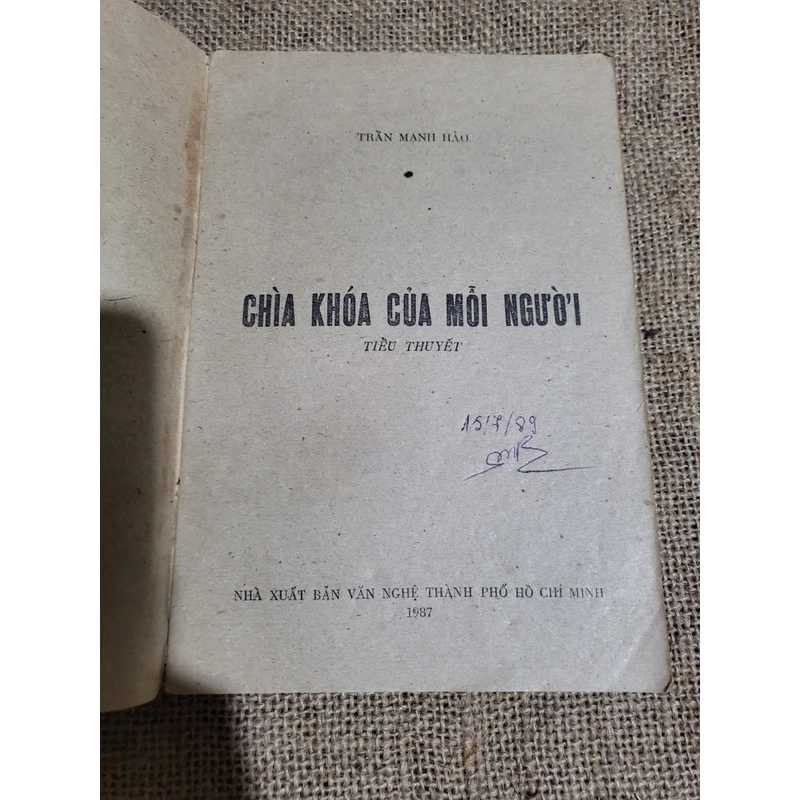 TRẦN MẠNH HẢO
CHÌA KHÓA CỦA MỖI NGƯỜI
TIỂU THUYẾT
15/7/89
NHÀ XUẤT BẢN VĂN NGHỆ THÀNH PHỐ HỒ CHÍ MINH
1987